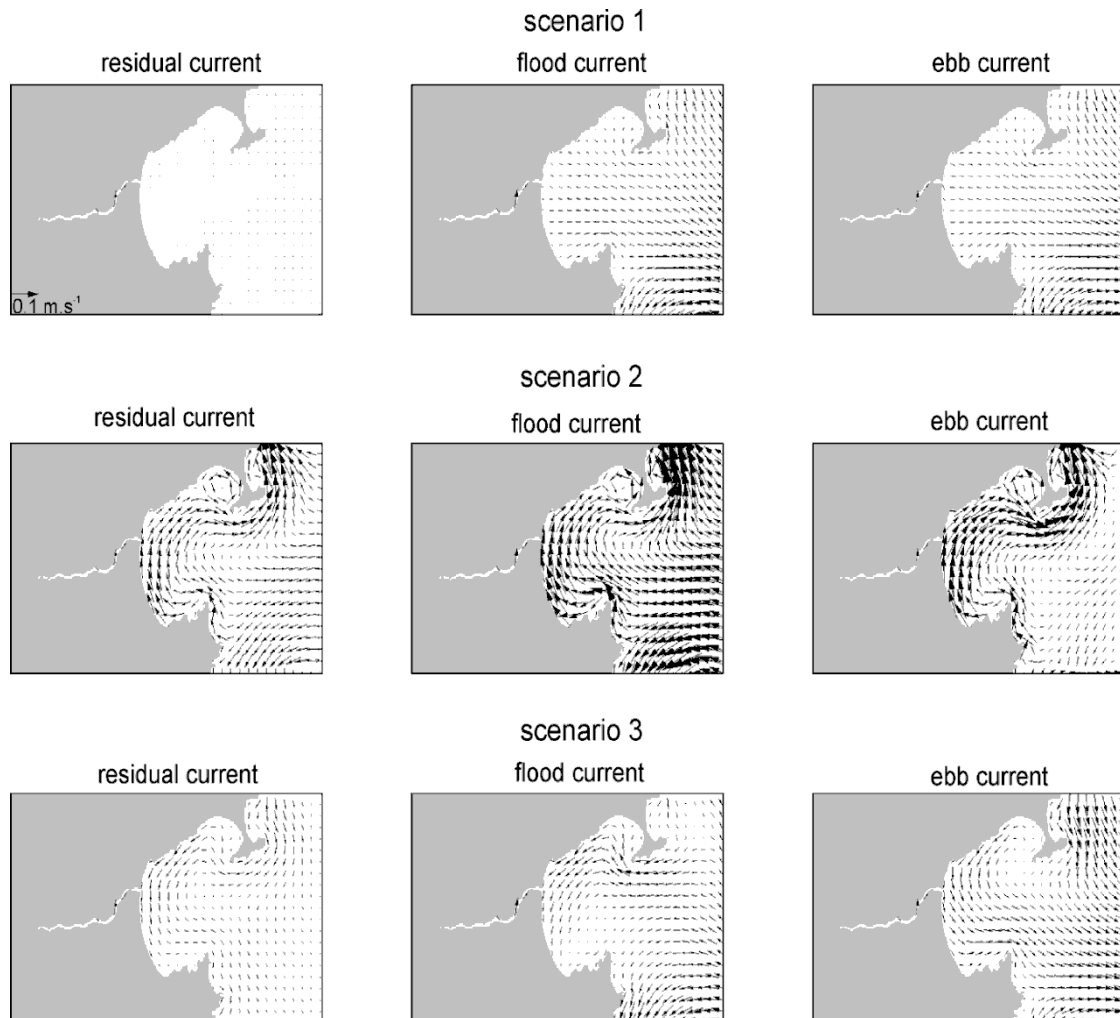 scenario 1
residual current
flood current
ebb current
0.1 m.s⁻¹
scenario 2
residual current
flood current
ebb current
scenario 3
residual current
flood current
ebb current